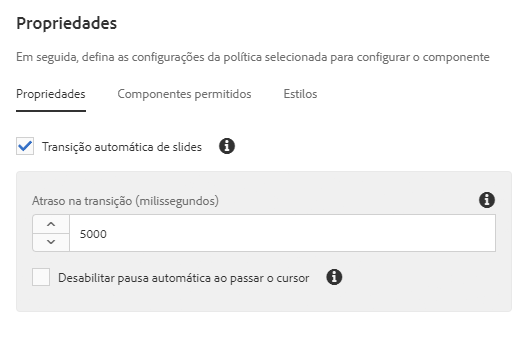 Propriedades
Em seguida, defina as configurações da política selecionada para configurar o componente
Propriedades Componentes permitidos Estilos
Transição automática de slides
Atraso na transição (milissegundos)
5000
Desabilitar pausa automática ao passar o cursor